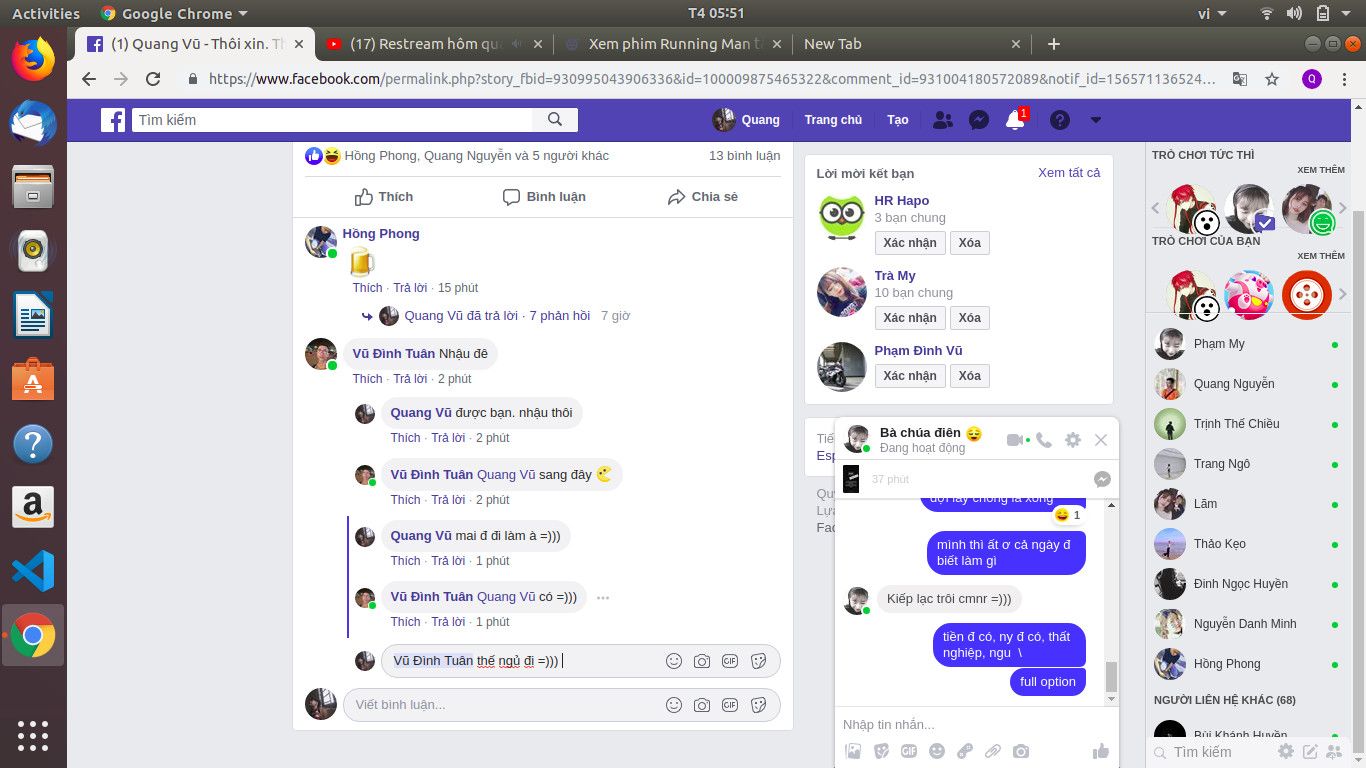 Activities
Google Chrome
T4 05:51
vi
(1) Quang Vũ - Thôi xin. Th
(17) Restream hôm qua
Xem phim Running Man t
New Tab
https://www.facebook.com/permalink.php?story_fbid=930995043906336&id=100009875465322&comment_id=931004180572089&notif_id=156571136524...
Q
Tìm kiếm
Quang
Trang chủ
Tạo
1
Hồng Phong, Quang Nguyễn và 5 người khác
13 bình luận
Thích
Bình luận
Chia sẻ
Hồng Phong
Thích · Trả lời · 15 phút
Quang Vũ đã trả lời · 7 phản hồi 7 giờ
Vũ Đình Tuân Nhậu đê
Thích · Trả lời · 2 phút
Quang Vũ được bạn. nhậu thôi
Thích · Trả lời · 2 phút
Vũ Đình Tuân Quang Vũ sang đây
Thích · Trả lời · 2 phút
Quang Vũ mai đ đi làm à =)))
Thích · Trả lời · 1 phút
Vũ Đình Tuân Quang Vũ có =)))
Thích · Trả lời · 1 phút
Vũ Đình Tuân thế ngủ đi =)))
GIF
Viết bình luận...
GIF
Lời mời kết bạn
Xem tất cả
HR Hapo
3 bạn chung
Xác nhận
Xóa
Trà My
10 bạn chung
Xác nhận
Xóa
Phạm Đình Vũ
Xác nhận
Xóa
Tiế
Esp
Quy
Lựa
Fac
Bà chúa điên
Đang hoạt động
37 phút
đợi lấy chồng là xong
1
mình thì ất ơ cả ngày đ
biết làm gì
Kiếp lạc trôi cmnr =)))
tiền đ có, ny đ có, thất
nghiệp, ngu \
full option
Nhập tin nhắn...
GIF
TRÒ CHƠI TỨC THÌ
XEM THÊM
TRÒ CHƠI CỦA BẠN
XEM THÊM
Phạm My
Quang Nguyễn
Trịnh Thế Chiều
Trang Ngô
Lãm
Thảo Kẹo
Đinh Ngọc Huyền
Nguyễn Danh Minh
Hồng Phong
NGƯỜI LIÊN HỆ KHÁC (68)
Bùi Khánh Huyền
Tìm kiếm